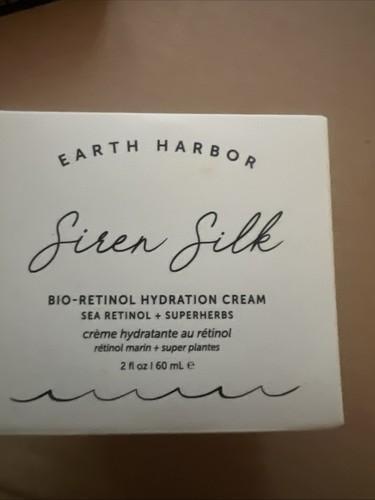 EARTH HARBOR
Siren Silk
BIO-RETINOL HYDRATION CREAM
SEA RETINOL + SUPERHERBS
crème hydratante au rétinol
rétinol marin + super plantes
2 fl oz | 60 mL ℮